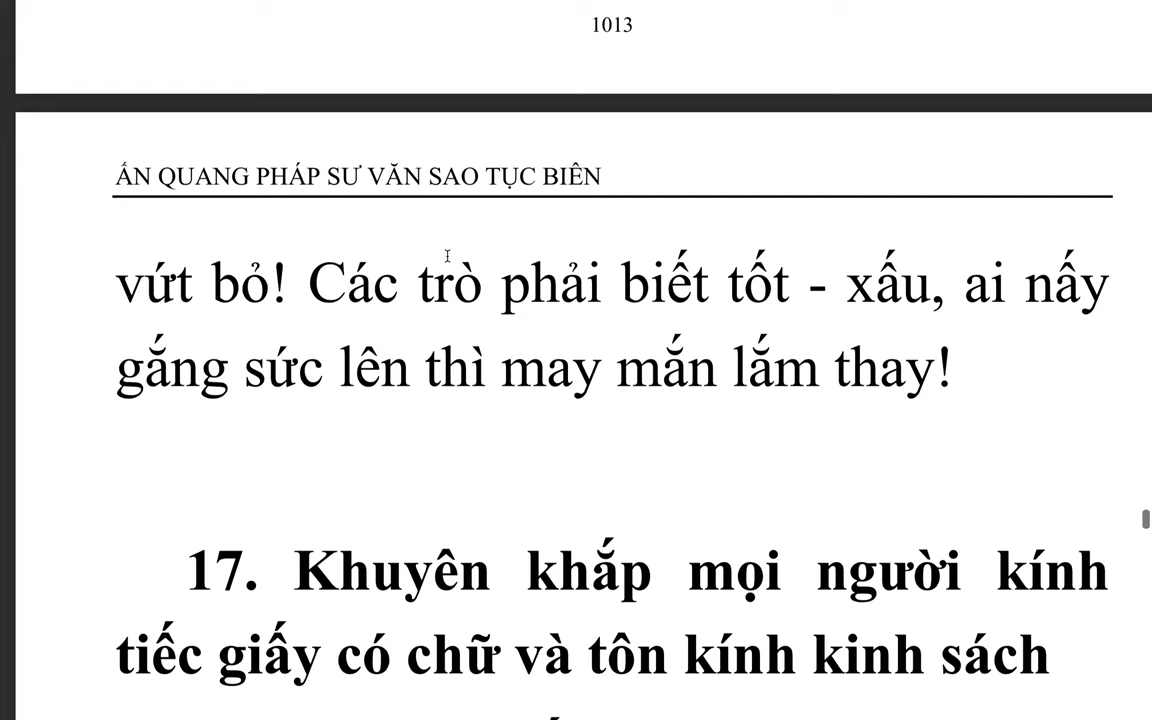 1013
ẤN QUANG PHÁP SƯ VĂN SAO TỤC BIÊN
vứt bỏ! Các trò phải biết tốt - xấu, ai nấy
gắng sức lên thì may mắn lắm thay!
17. Khuyên khắp mọi người kính
tiếc giấy có chữ và tôn kính kinh sách